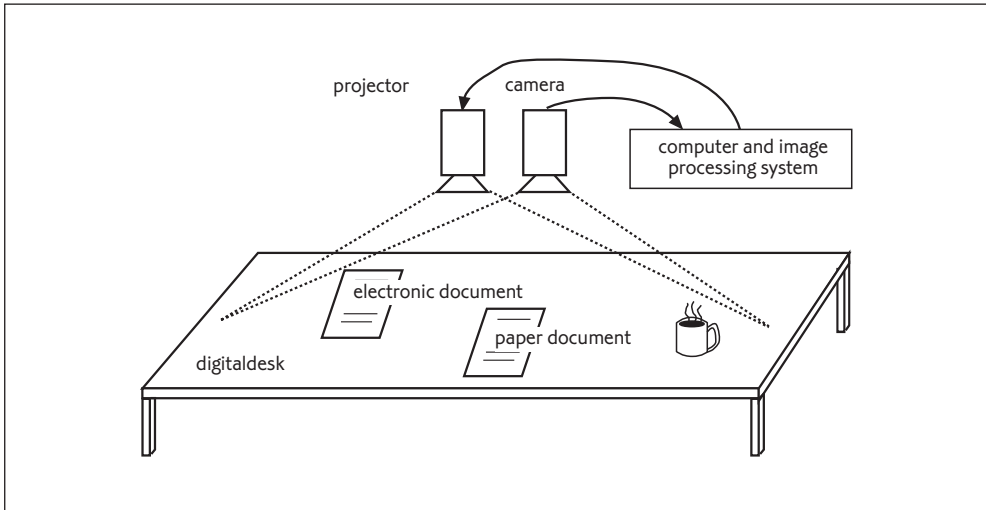 projector
camera
computer and image
processing system
electronic document
paper document
digitaldesk